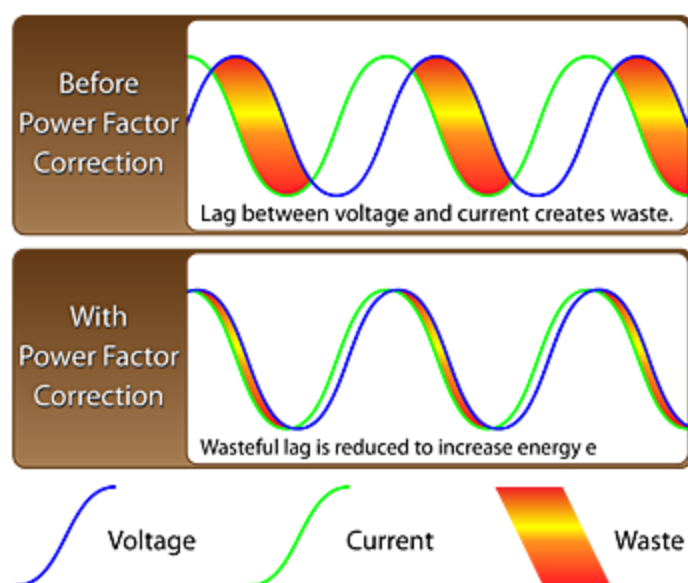 Before
Power Factor
Correction
Lag between voltage and current creates waste.
With
Power Factor
Correction
Wasteful lag is reduced to increase energy e
Voltage
Current
Waste